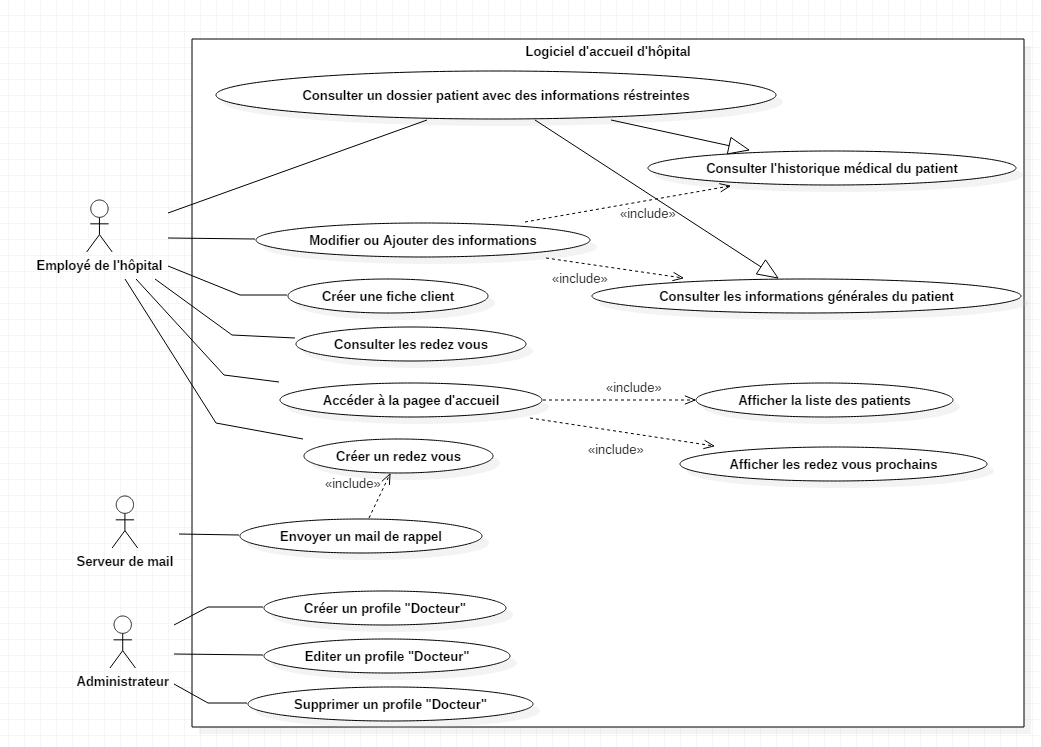 Logiciel d'accueil d'hôpital
Consulter un dossier patient avec des informations réstreintes
Consulter l'historique médical du patient
«include»
Modifier ou Ajouter des informations
Employé de l'hôpital
«include»
Créer une fiche client
Consulter les informations générales du patient
Consulter les redez vous
«include»
Accéder à la pagee d'accueil
Afficher la liste des patients
«include»
Créer un redez vous
Afficher les redez vous prochains
«include»
Envoyer un mail de rappel
Serveur de mail
Créer un profile "Docteur"
Editer un profile "Docteur"
Administrateur
Supprimer un profile "Docteur"